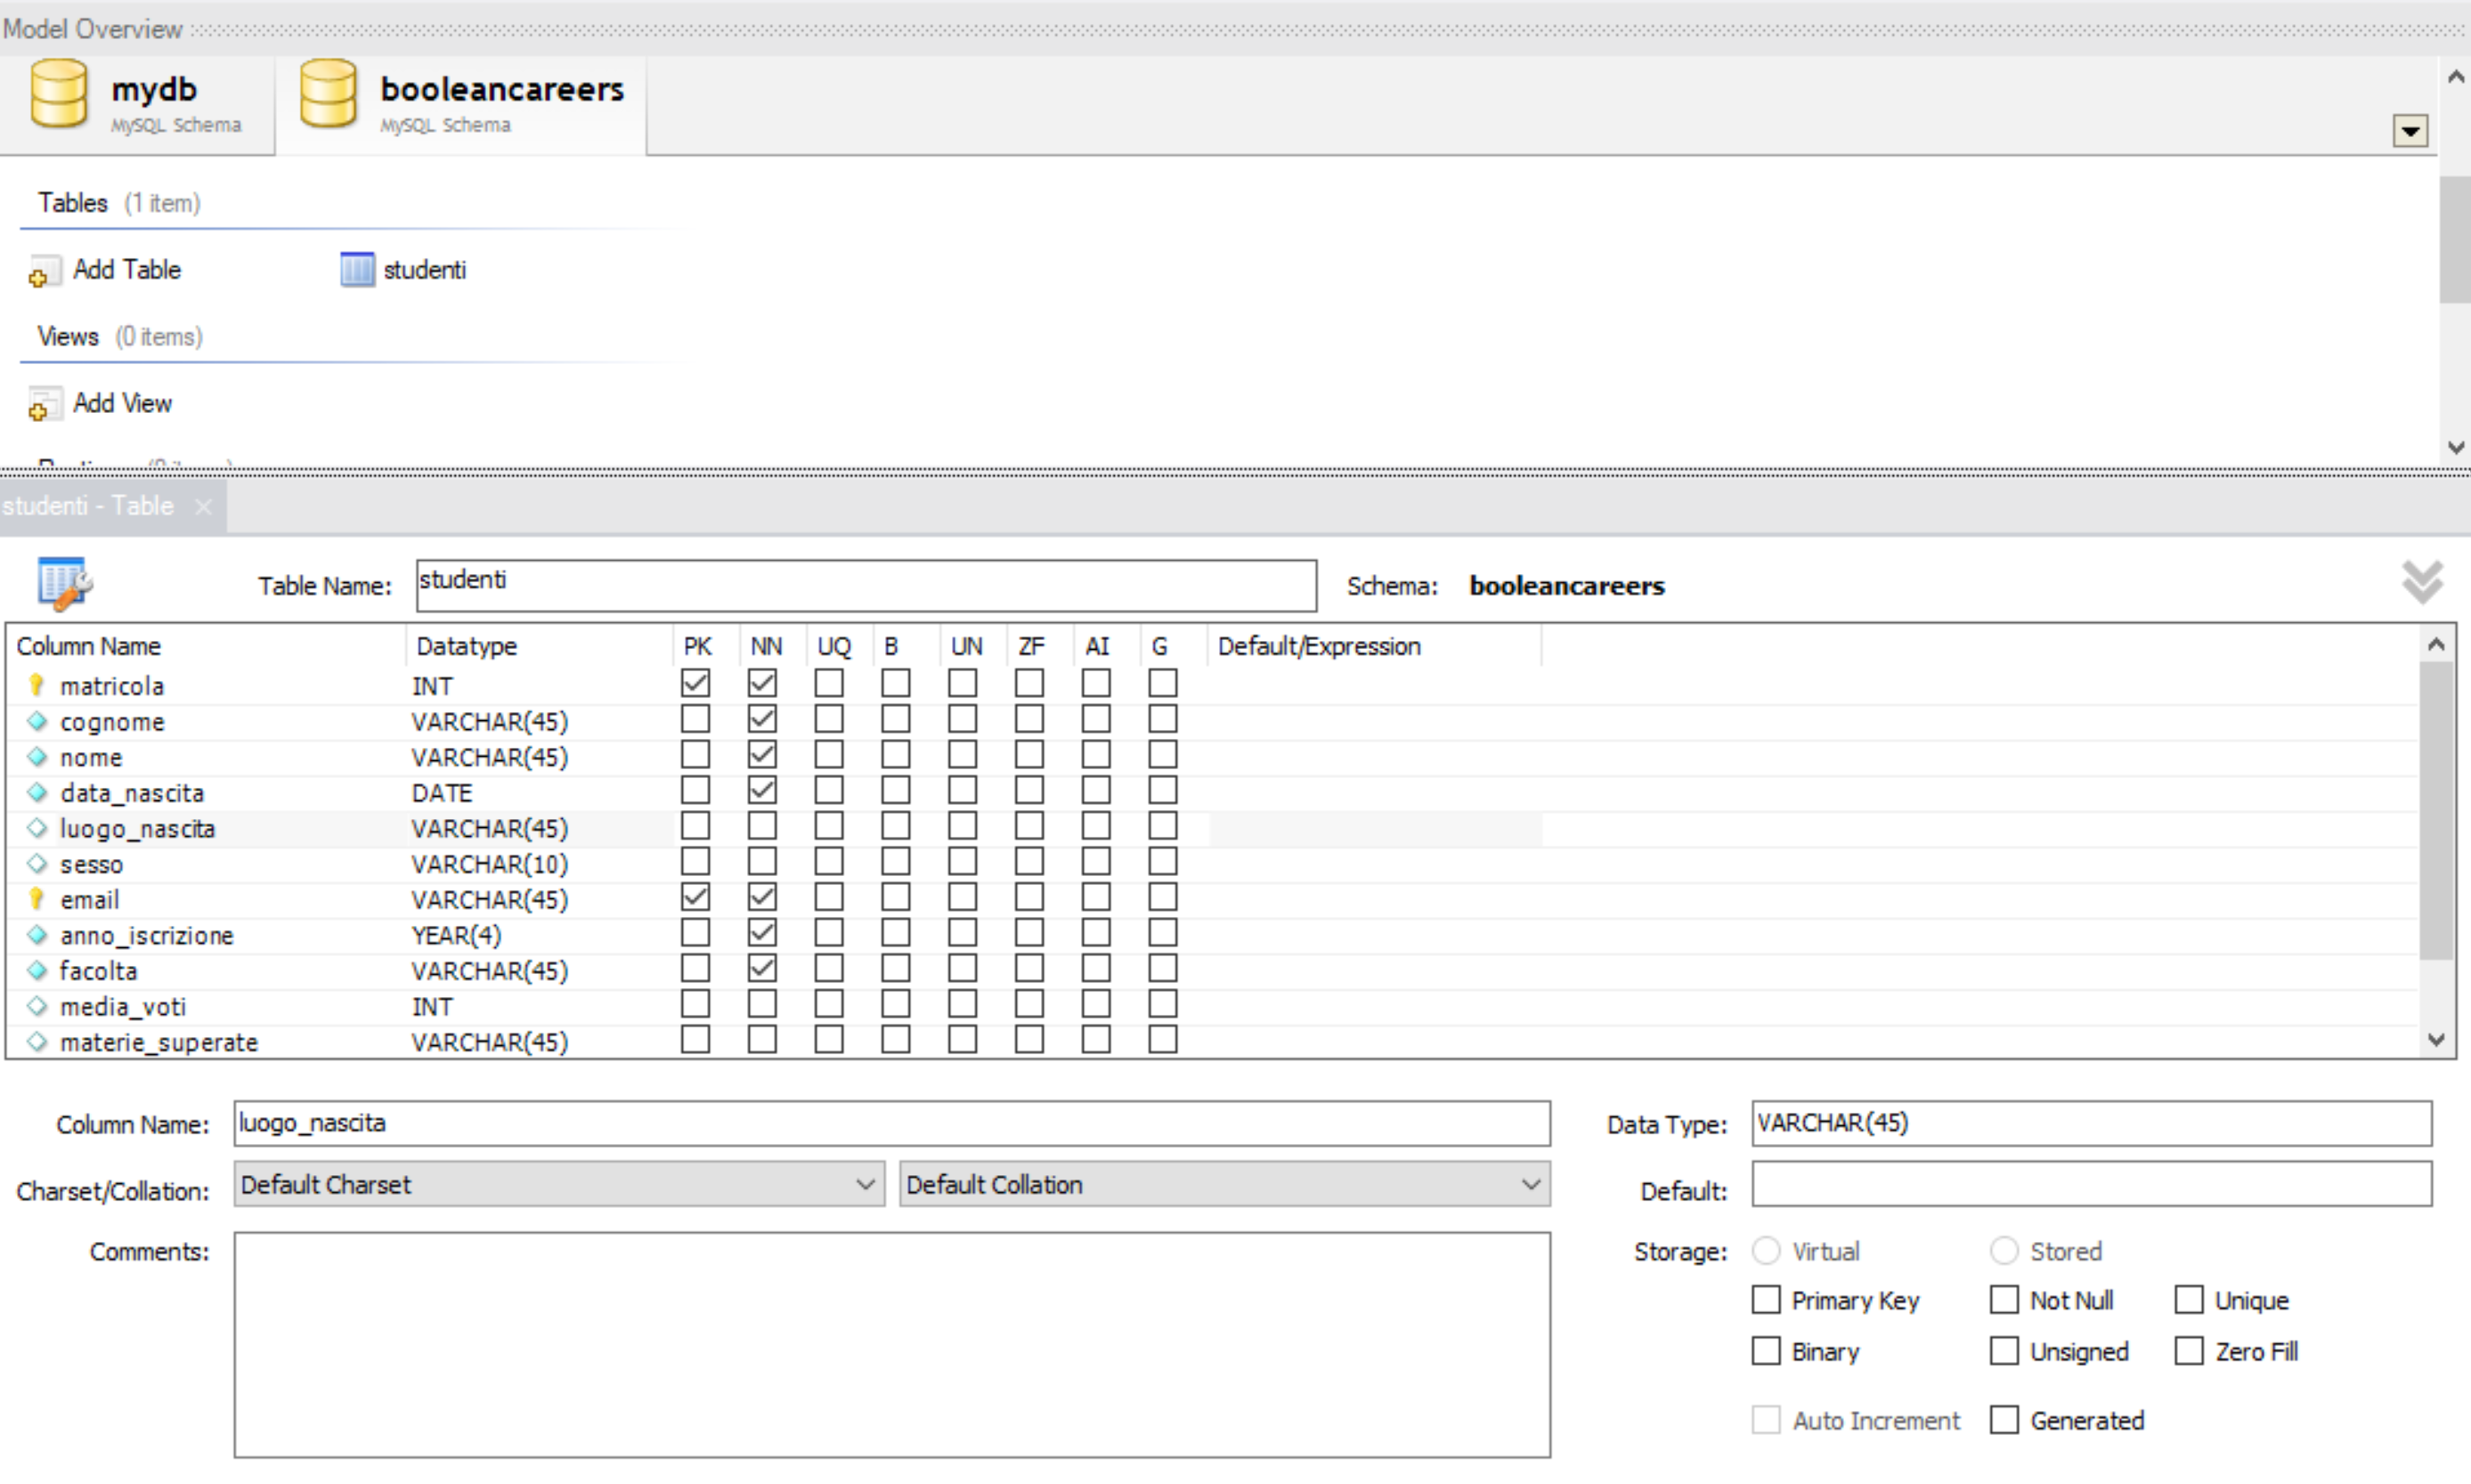 Model Overview
mydb
MySQL Schema
booleancareers
MySQL Schema
Tables (1 item)
Add Table
studenti
Views (0 items)
Add View
studenti - Table ×
Table Name: studenti Schema: booleancareers
Column Name Datatype PK NN UQ B UN ZF AI G Default/Expression
matricola INT
cognome VARCHAR(45)
nome VARCHAR(45)
data_nascita DATE
luogo_nascita VARCHAR(45)
sesso VARCHAR(10)
email VARCHAR(45)
anno_iscrizione YEAR(4)
facolta VARCHAR(45)
media_voti INT
materie_superate VARCHAR(45)
Column Name: luogo_nascita Data Type: VARCHAR(45)
Charset/Collation: Default Charset Default Collation Default:
Comments: Storage: Virtual Stored
Primary Key Not Null Unique
Binary Unsigned Zero Fill
Auto Increment Generated